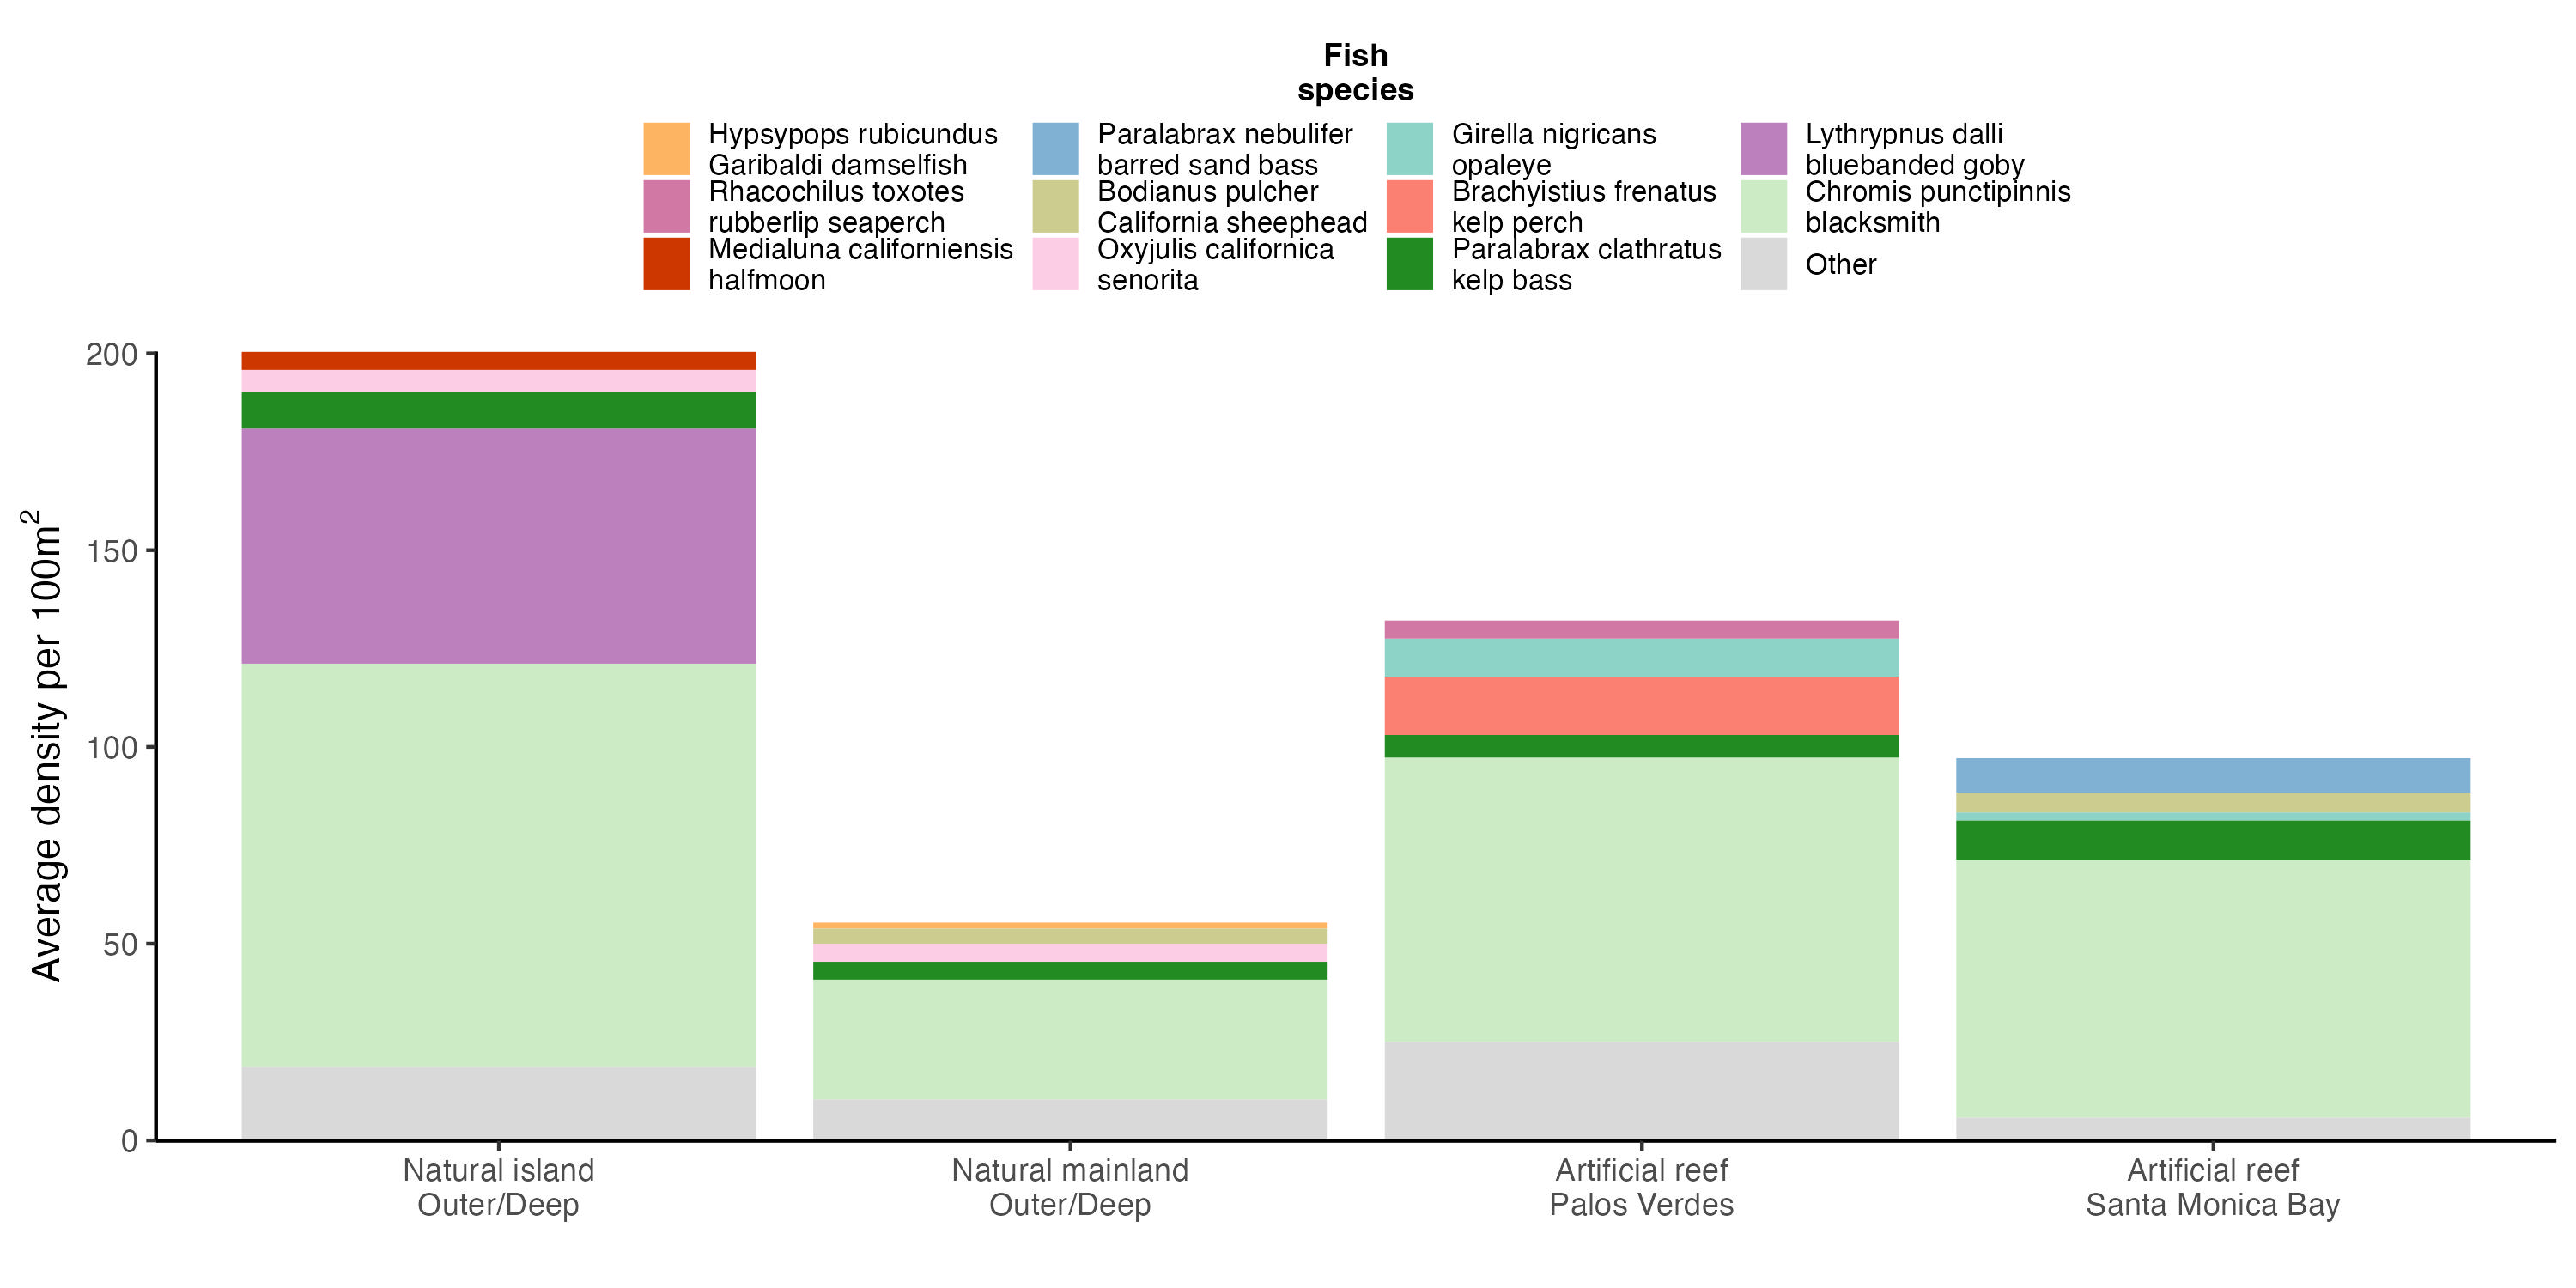 Fish
species
Hypsypops rubicundus
Garibaldi damselfish
Rhacochilus toxotes
rubberlip seaperch
Medialuna californiensis
halfmoon
Paralabrax nebulifer
barred sand bass
Bodianus pulcher
California sheephead
Oxyjulis californica
senorita
Girella nigricans
opaleye
Brachyistius frenatus
kelp perch
Paralabrax clathratus
kelp bass
Lythrypnus dalli
bluebanded goby
Chromis punctipinnis
blacksmith
Other
Average density per 100m²
200
150
100
50
0
Natural island
Outer/Deep
Natural mainland
Outer/Deep
Artificial reef
Palos Verdes
Artificial reef
Santa Monica Bay